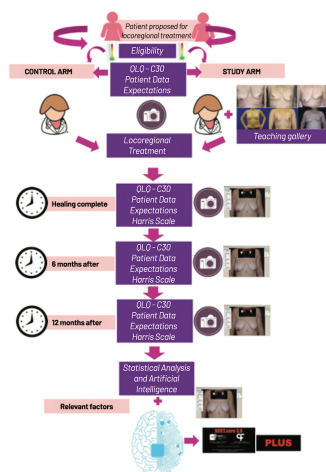 Patient proposed for
locoregional treatment
Eligibility
CONTROL ARM
QLQ - C30
Patient Data
Expectations
STUDY ARM
Teaching gallery
Locoregional
Treatment
Healing complete
QLQ - C30
Patient Data
Expectations
Harris Scale
6 months after
QLQ - C30
Patient Data
Expectations
Harris Scale
12 months after
QLQ - C30
Patient Data
Expectations
Harris Scale
Statistical Analysis
and Artificial
Intelligence
Relevant factors
PLUS